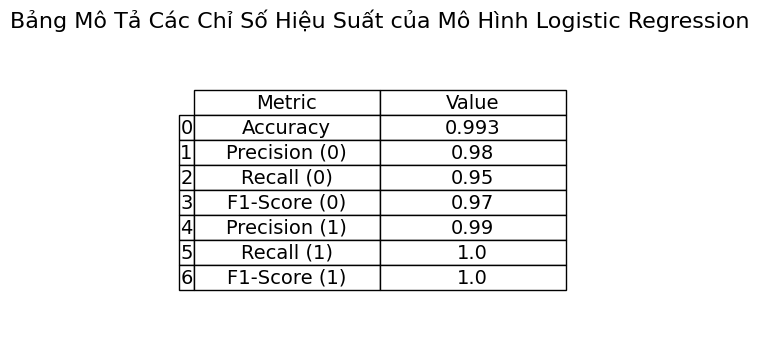 Bảng Mô Tả Các Chỉ Số Hiệu Suất của Mô Hình Logistic Regression
Metric Value
0 Accuracy 0.993
1 Precision (0) 0.98
2 Recall (0) 0.95
3 F1-Score (0) 0.97
4 Precision (1) 0.99
5 Recall (1) 1.0
6 F1-Score (1) 1.0